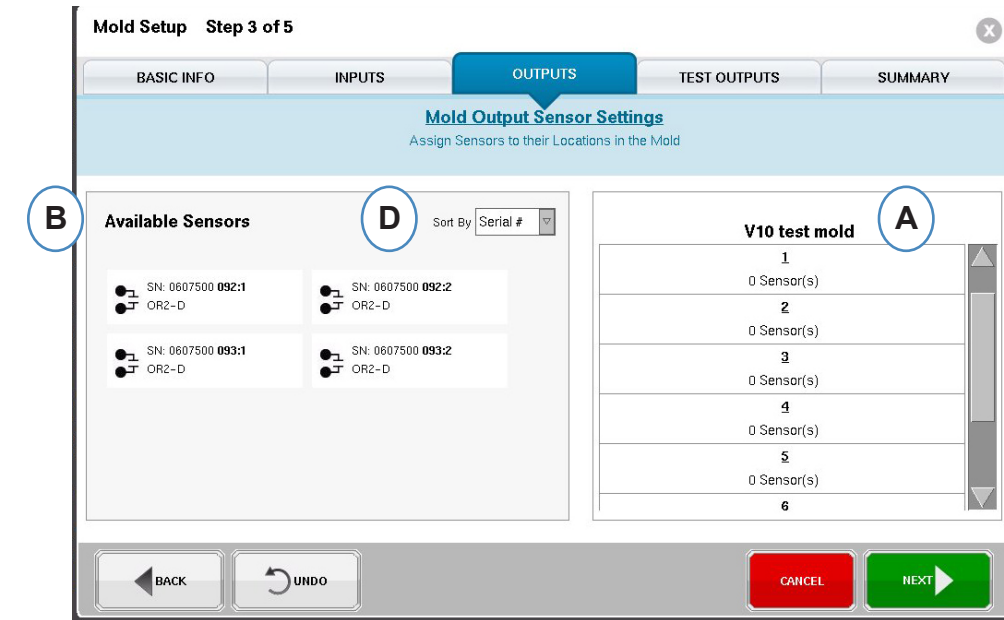 Mold Setup Step 3 of 5
X
BASIC INFO
INPUTS
OUTPUTS
TEST OUTPUTS
SUMMARY
Mold Output Sensor Settings
Assign Sensors to their Locations in the Mold
B
Available Sensors
D
Sort By Serial #
SN: 0607500 092:1
OR2-D
SN: 0607500 092:2
OR2-D
SN: 0607500 093:1
OR2-D
SN: 0607500 093:2
OR2-D
A
V10 test mold
1
0 Sensor(s)
2
0 Sensor(s)
3
0 Sensor(s)
4
0 Sensor(s)
5
0 Sensor(s)
6
BACK
UNDO
CANCEL
NEXT